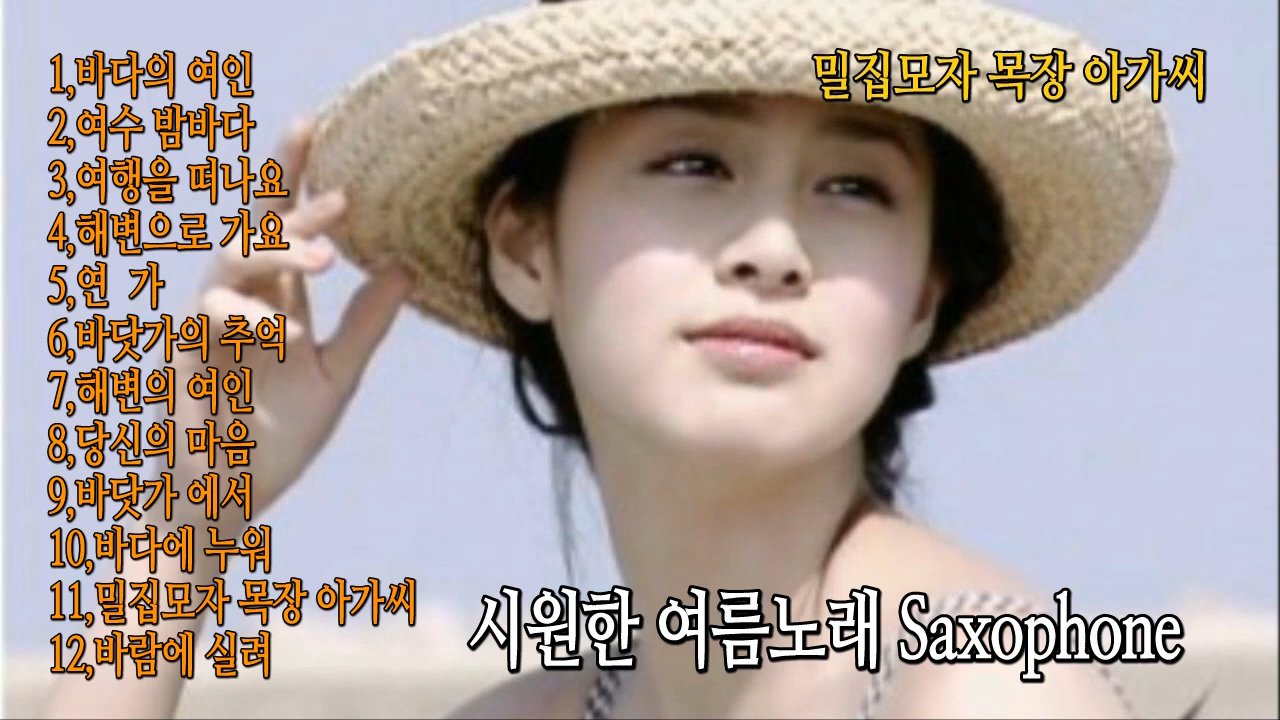 1,바다의 여인
2,여수 밤바다
3,여행을 떠나요
4,해변으로 가요
5,연 가
6,바닷가의 추억
7,해변의 여인
8,당신의 마음
9,바닷가 에서
10,바다에 누워
11,밀집모자 목장 아가씨
12,바람에 실려
밀집모자 목장 아가씨
시원한 여름노래 Saxophone